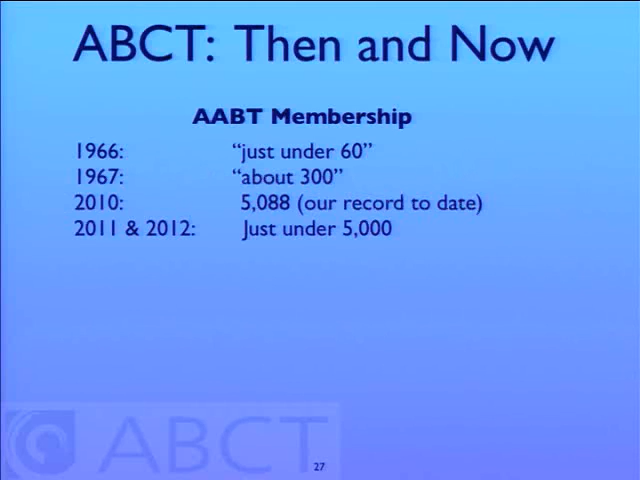 ABCT: Then and Now
AABT Membership
1966: “just under 60”
1967: “about 300”
2010: 5,088 (our record to date)
2011 & 2012: Just under 5,000
ABCT
27